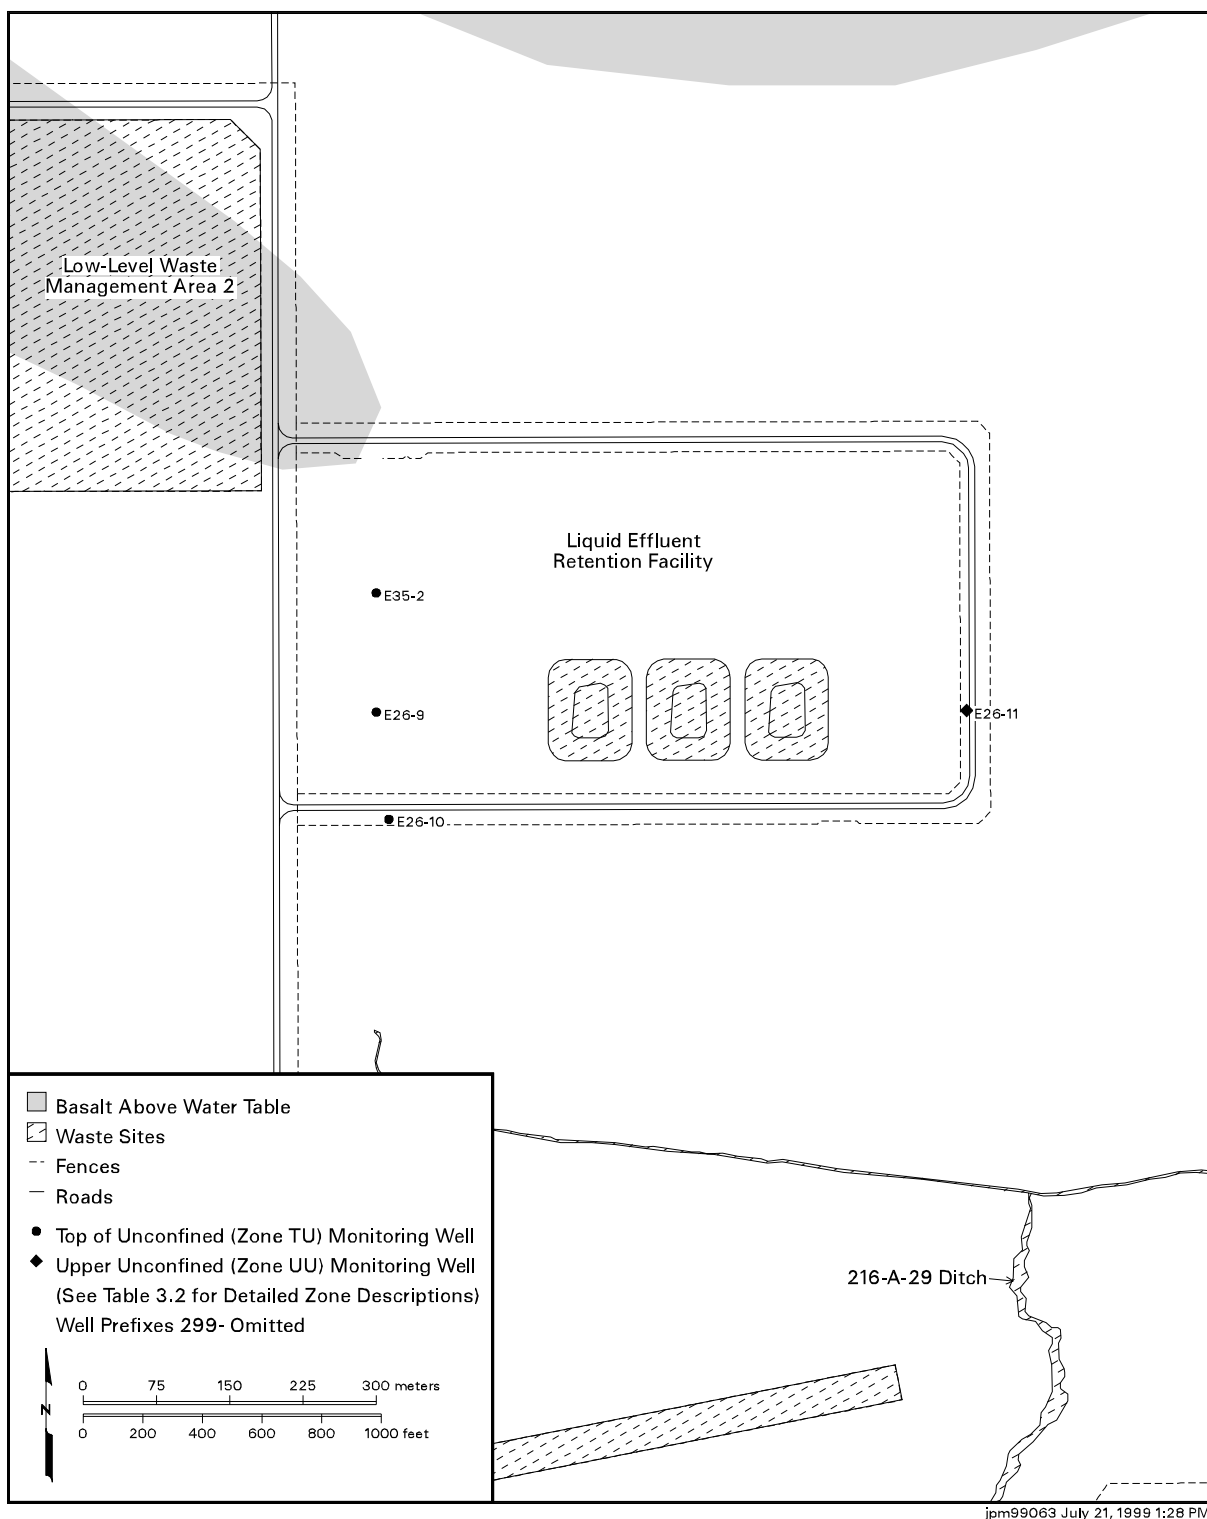 Low-Level Waste
Management Area 2
Liquid Effluent
Retention Facility
E35-2
E26-9
E26-11
E26-10
Basalt Above Water Table
Waste Sites
Fences
Roads
Top of Unconfined (Zone TU) Monitoring Well
Upper Unconfined (Zone UU) Monitoring Well
(See Table 3.2 for Detailed Zone Descriptions)
Well Prefixes 299- Omitted
216-A-29 Ditch
0 75 150 225 300 meters
N
0 200 400 600 800 1000 feet
jpm99063 July 21, 1999 1:28 PM